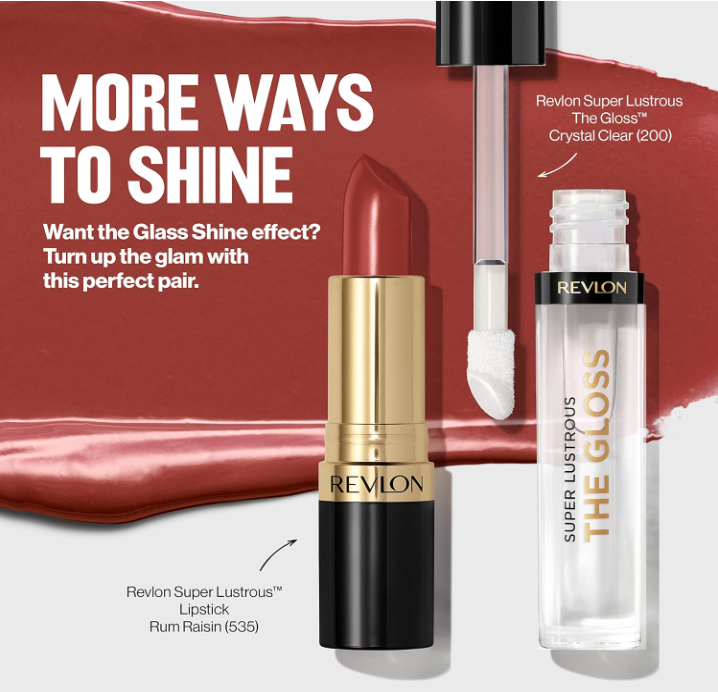 MORE WAYS
TO SHINE
Want the Glass Shine effect?
Turn up the glam with
this perfect pair.
Revlon Super Lustrous
The Gloss™
Crystal Clear (200)
REVLON
SUPER LUSTROUS
THE GLOSS™
REVLON
Revlon Super Lustrous™
Lipstick
Rum Raisin (535)